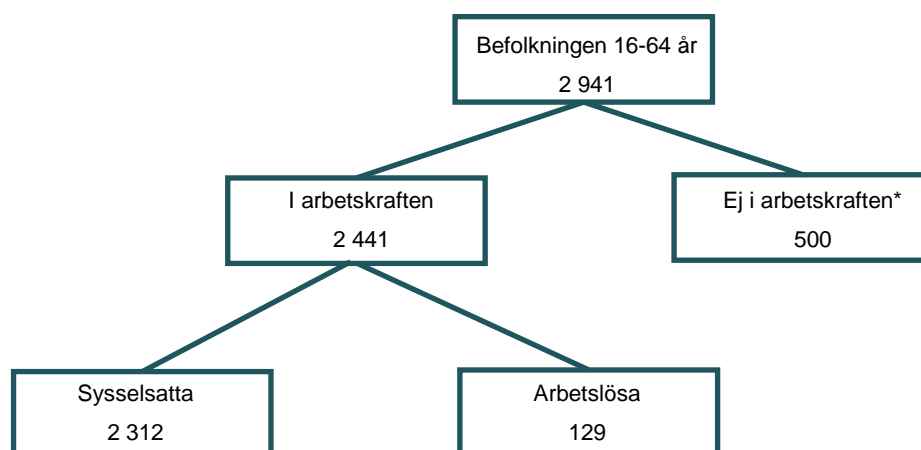 Befolkningen 16-64 år
2 941
I arbetskraften
2 441
Ej i arbetskraften*
500
Sysselsatta
2 312
Arbetslösa
129